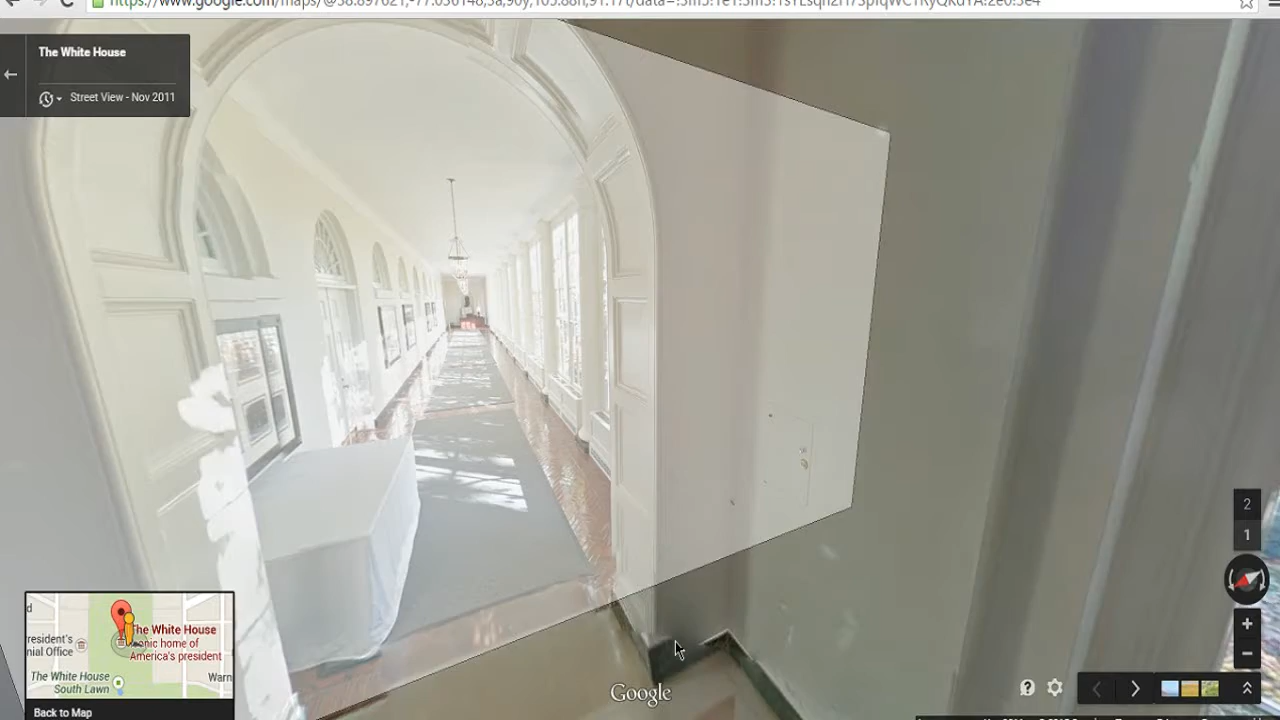 The White House
Street View - Nov 2011
2
1
The White House
Iconic home of
America's president
resident's
nial Office
The White House
South Lawn
Warn
Back to Map
Google